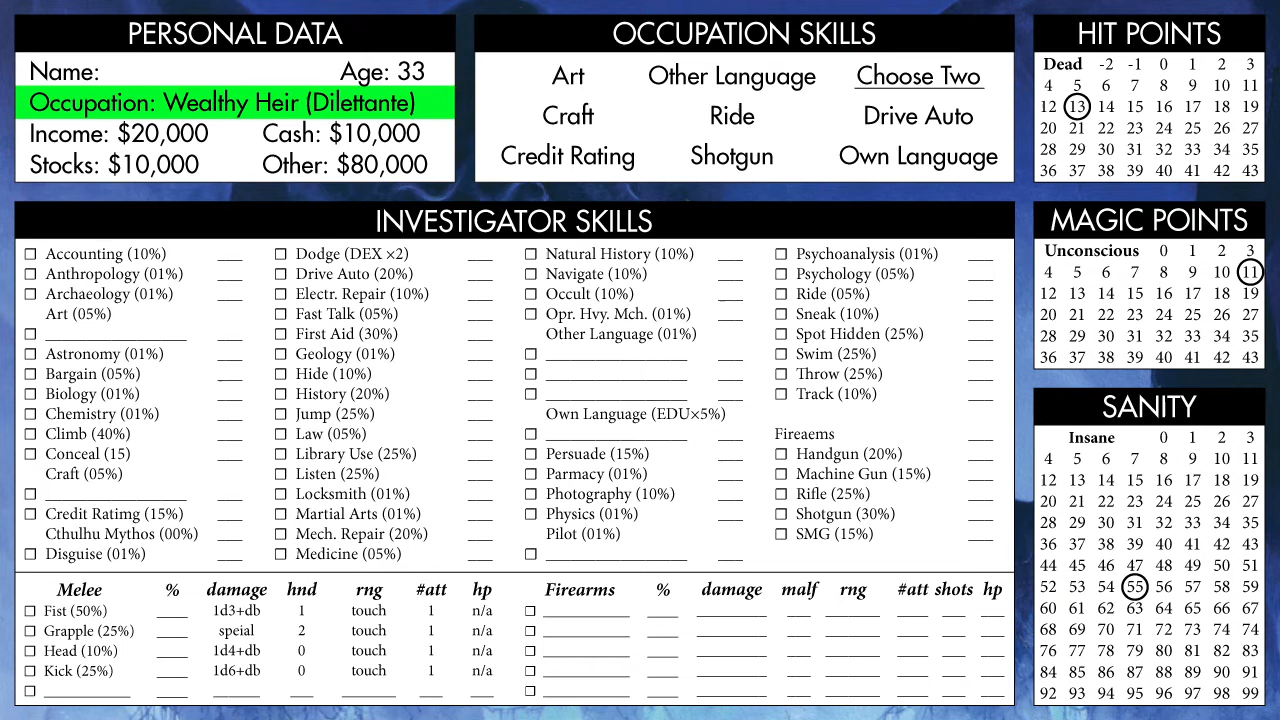 PERSONAL DATA
Name: Age: 33
Occupation: Wealthy Heir (Dilettante)
Income: $20,000 Cash: $10,000
Stocks: $10,000 Other: $80,000
OCCUPATION SKILLS
Art Other Language Choose Two
Craft Ride Drive Auto
Credit Rating Shotgun Own Language
HIT POINTS
Dead -2 -1 0 1 2 3
4 5 6 7 8 9 10 11
12 13 14 15 16 17 18 19
20 21 22 23 24 25 26 27
28 29 30 31 32 33 34 35
36 37 38 39 40 41 42 43
INVESTIGATOR SKILLS
Accounting (10%)
Anthropology (01%)
Archaeology (01%)
Art (05%)
Astronomy (01%)
Bargain (05%)
Biology (01%)
Chemistry (01%)
Climb (40%)
Conceal (15)
Craft (05%)
Credit Ratimg (15%)
Cthulhu Mythos (00%)
Disguise (01%)
Dodge (DEX ×2)
Drive Auto (20%)
Electr. Repair (10%)
Fast Talk (05%)
First Aid (30%)
Geology (01%)
Hide (10%)
History (20%)
Jump (25%)
Law (05%)
Library Use (25%)
Listen (25%)
Locksmith (01%)
Martial Arts (01%)
Mech. Repair (20%)
Medicine (05%)
Natural History (10%)
Navigate (10%)
Occult (10%)
Opr. Hvy. Mch. (01%)
Other Language (01%)
Own Language (EDU×5%)
Persuade (15%)
Parmacy (01%)
Photography (10%)
Physics (01%)
Pilot (01%)
Psychoanalysis (01%)
Psychology (05%)
Ride (05%)
Sneak (10%)
Spot Hidden (25%)
Swim (25%)
Throw (25%)
Track (10%)
Fireaems
Handgun (20%)
Machine Gun (15%)
Rifle (25%)
Shotgun (30%)
SMG (15%)
Melee % damage hnd rng #att hp
Fist (50%) 1d3+db 1 touch 1 n/a
Grapple (25%) speial 2 touch 1 n/a
Head (10%) 1d4+db 0 touch 1 n/a
Kick (25%) 1d6+db 0 touch 1 n/a
Firearms % damage malf rng #att shots hp
MAGIC POINTS
Unconscious 0 1 2 3
4 5 6 7 8 9 10 11
12 13 14 15 16 17 18 19
20 21 22 23 24 25 26 27
28 29 30 31 32 33 34 35
36 37 38 39 40 41 42 43
SANITY
Insane 0 1 2 3
4 5 6 7 8 9 10 11
12 13 14 15 16 17 18 19
20 21 22 23 24 25 26 27
28 29 30 31 32 33 34 35
36 37 38 39 40 41 42 43
44 45 46 47 48 49 50 51
52 53 54 55 56 57 58 59
60 61 62 63 64 65 66 67
68 69 70 71 72 73 74 74
76 77 78 79 80 81 82 83
84 85 86 87 88 89 90 91
92 93 94 95 96 97 98 99